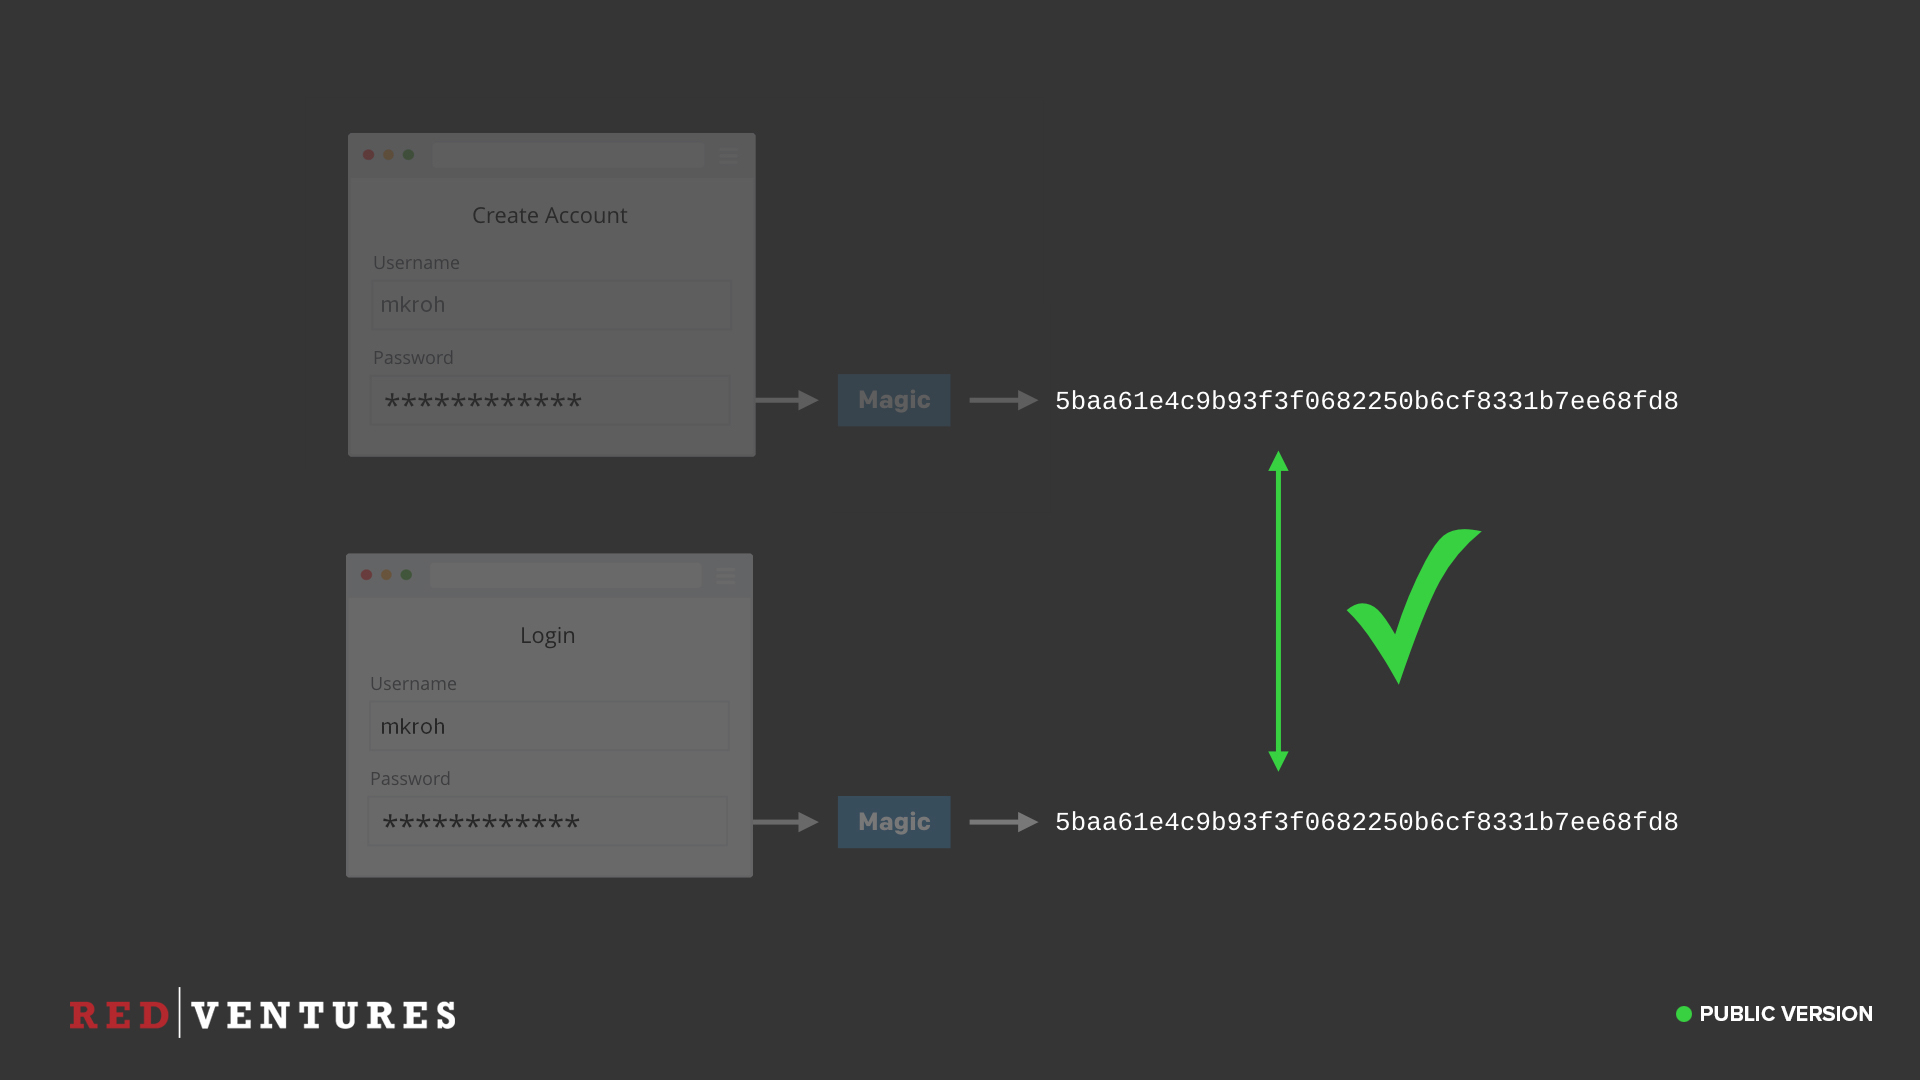 Create Account
Username
mkroh
Password
************
Magic
5baa61e4c9b93f3f0682250b6cf8331b7ee68fd8
Login
Username
mkroh
Password
************
Magic
5baa61e4c9b93f3f0682250b6cf8331b7ee68fd8
RED VENTURES
PUBLIC VERSION